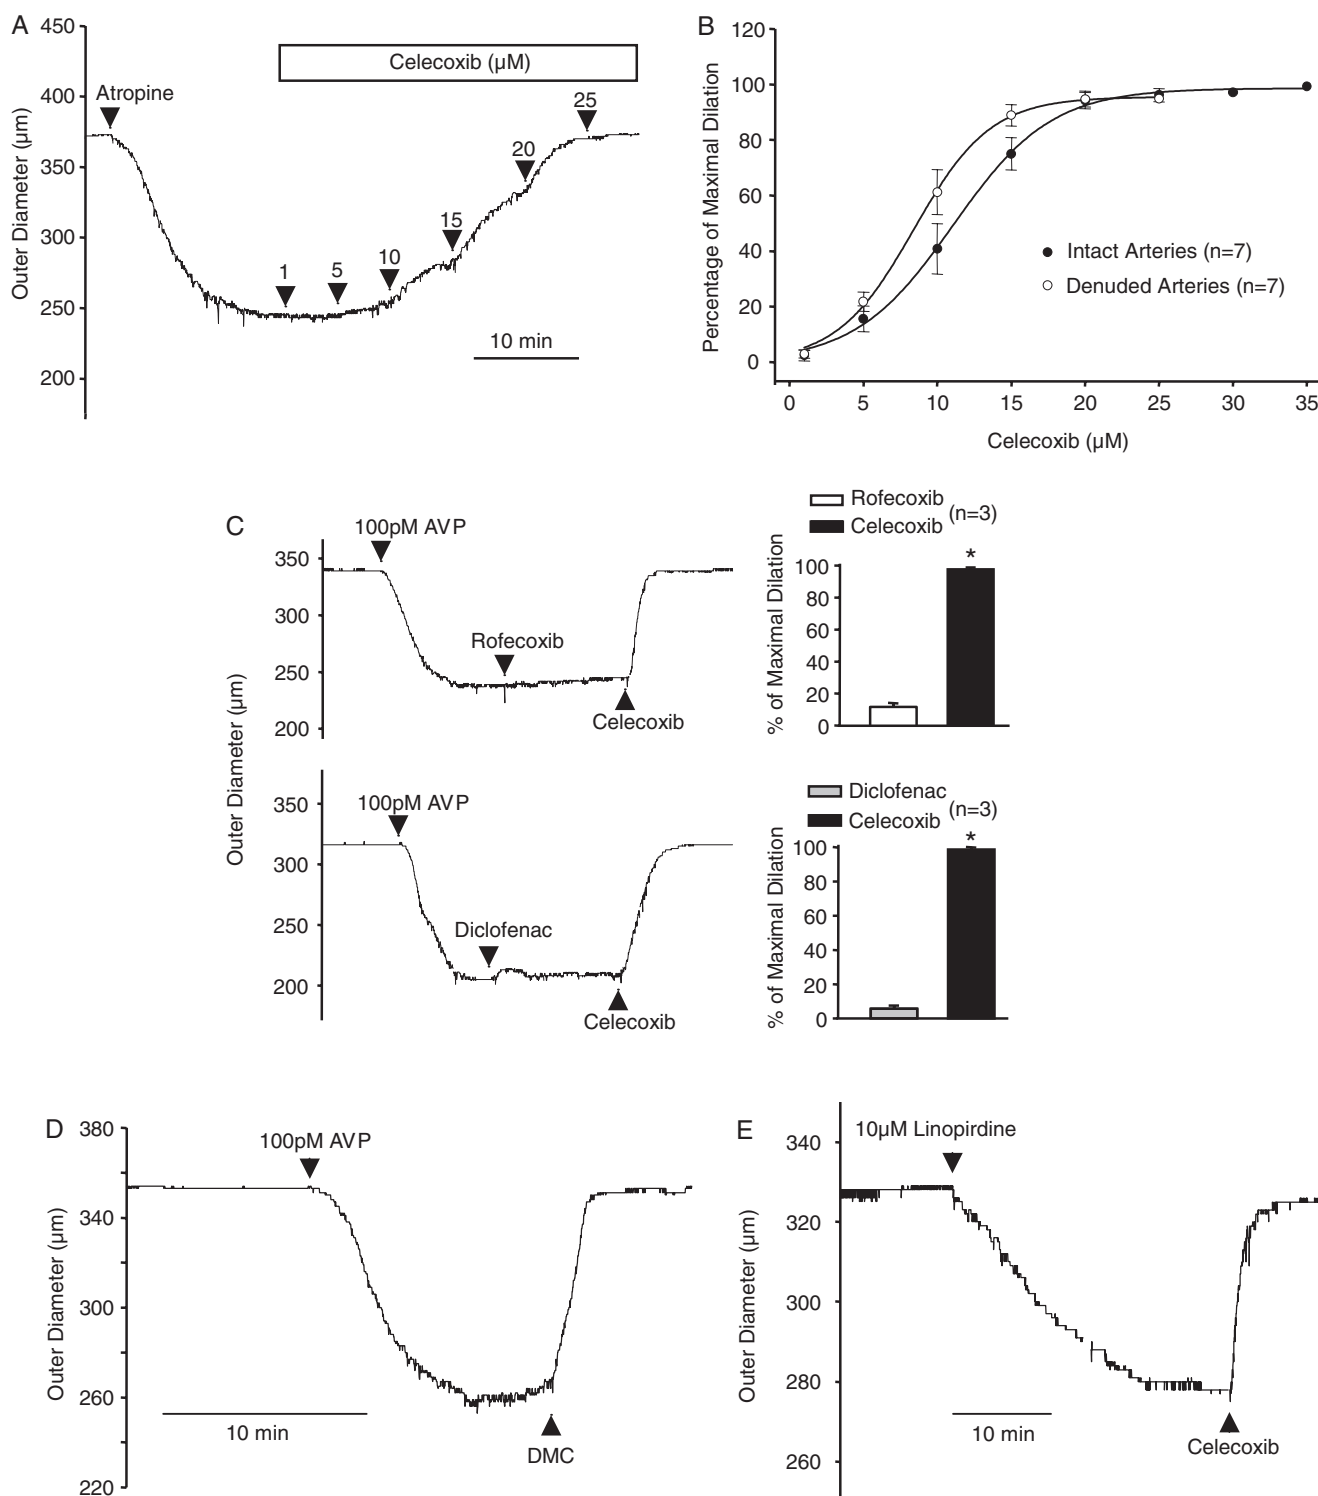 A
450
400
350
300
250
200
Outer Diameter (µm)
Atropine
Celecoxib (µM)
1
5
10
15
20
25
10 min
B
120
100
80
60
40
20
0
Percentage of Maximal Dilation
Intact Arteries (n=7)
Denuded Arteries (n=7)
0 5 10 15 20 25 30 35
Celecoxib (µM)
C
100pM AVP
350
300
250
200
Rofecoxib
Celecoxib
Outer Diameter (µm)
Rofecoxib
Celecoxib
(n=3)
*
100
80
60
40
20
0
% of Maximal Dilation
100pM AVP
350
300
250
200
Diclofenac
Celecoxib
Diclofenac
Celecoxib
(n=3)
*
100
80
60
40
20
0
% of Maximal Dilation
D
380
340
300
260
220
Outer Diameter (µm)
100pM AVP
10 min
DMC
E
340
320
300
280
260
Outer Diameter (µm)
10µM Linopirdine
10 min
Celecoxib